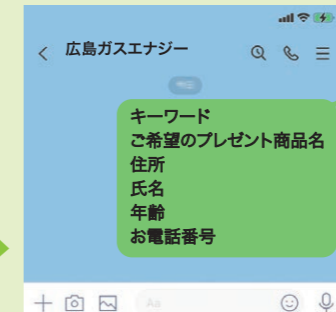 広島ガスエナジー
キーワード
ご希望のプレゼント商品名
住所
氏名
年齢
お電話番号
Aa